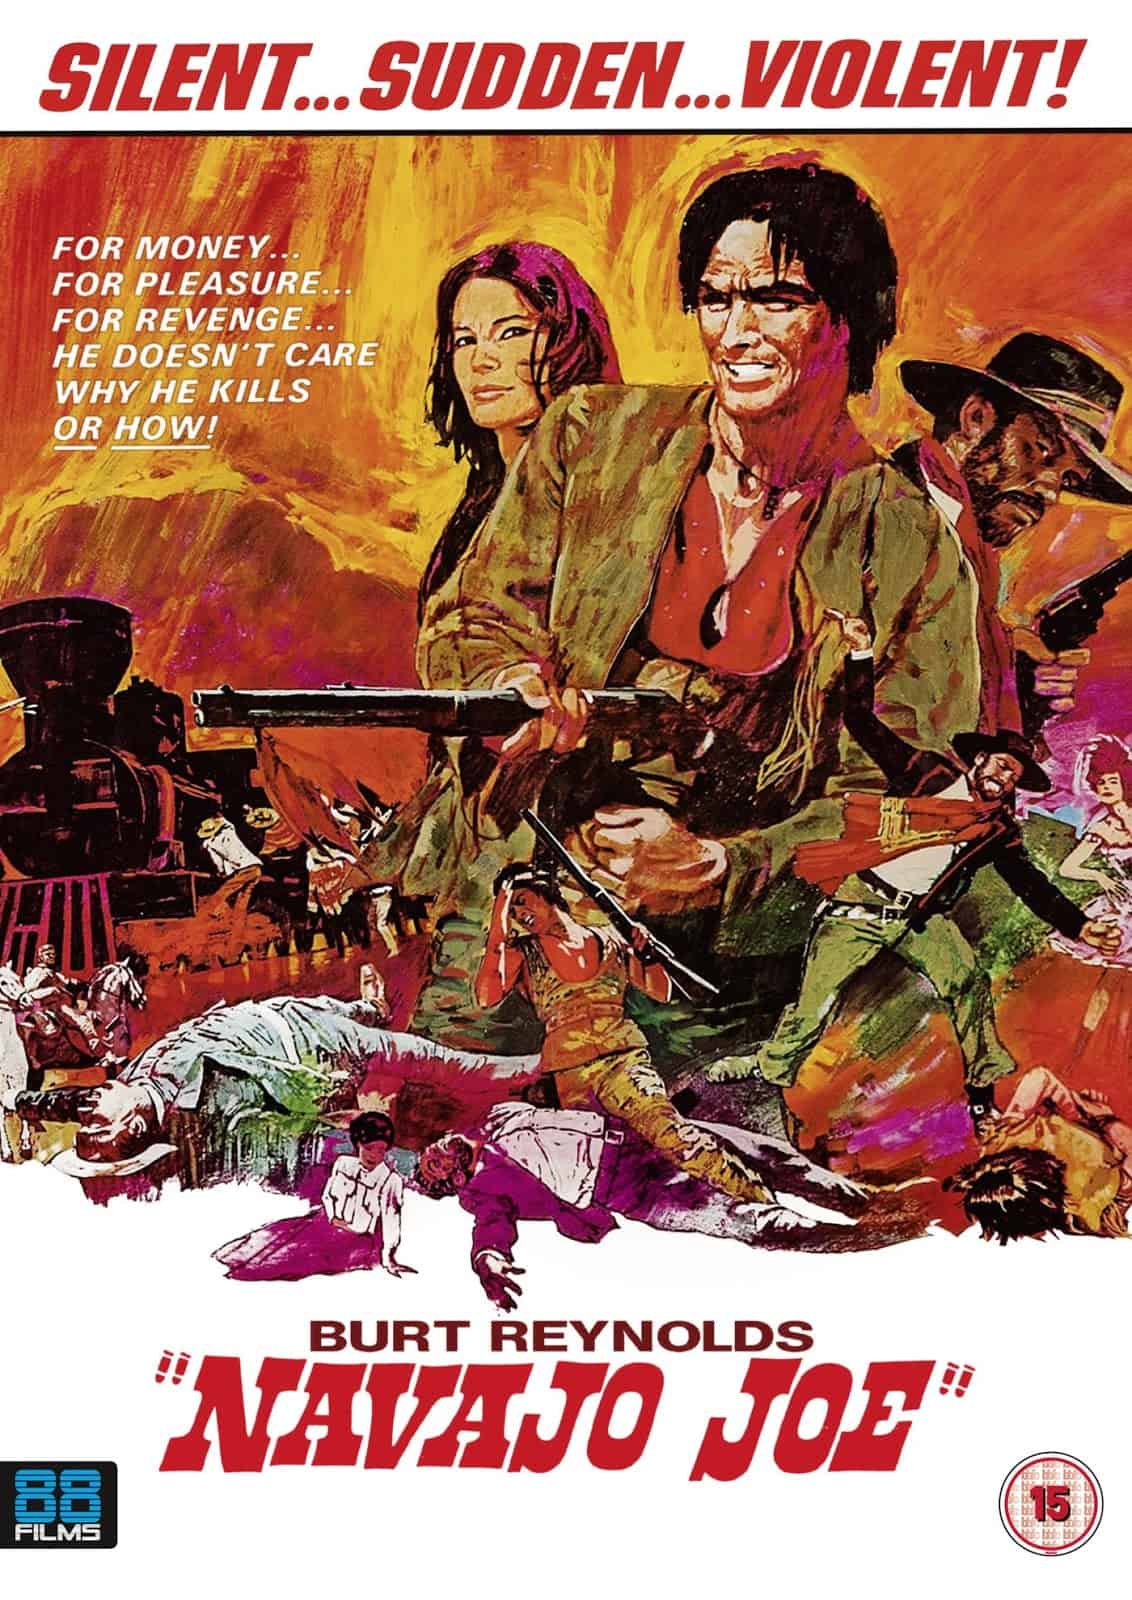 SILENT...SUDDEN...VIOLENT!
FOR MONEY...
FOR PLEASURE...
FOR REVENGE...
HE DOESN'T CARE
WHY HE KILLS
OR HOW!
BURT REYNOLDS
"NAVAJO JOE"
88
FILMS
15